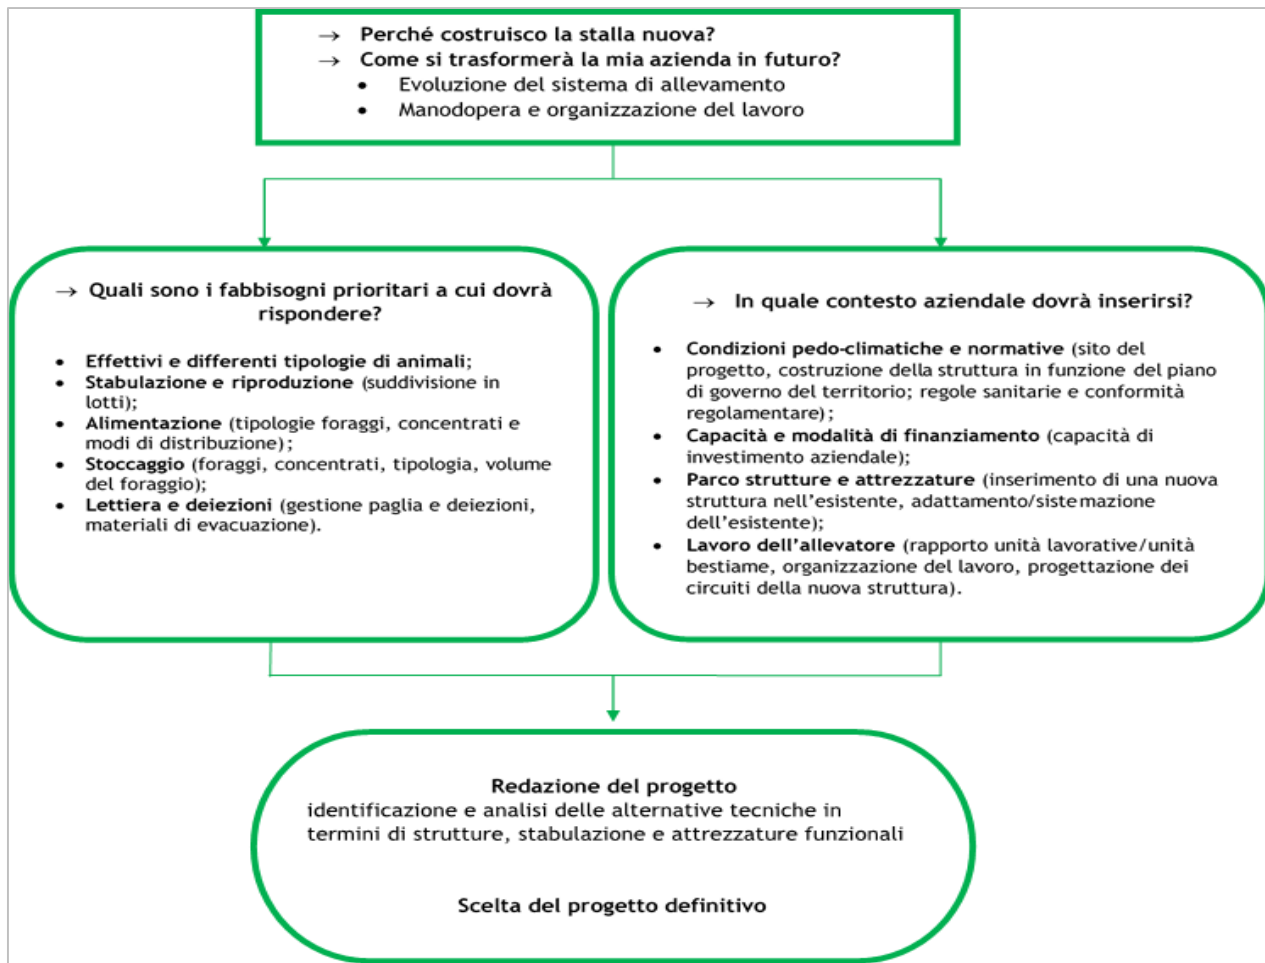 → Perché costruisco la stalla nuova?
→ Come si trasformerà la mia azienda in futuro?
• Evoluzione del sistema di allevamento
• Manodopera e organizzazione del lavoro
→ Quali sono i fabbisogni prioritari a cui dovrà
rispondere?
• Effettivi e differenti tipologie di animali;
• Stabulazione e riproduzione (suddivisione in
lotti);
• Alimentazione (tipologie foraggi, concentrati e
modi di distribuzione);
• Stoccaggio (foraggi, concentrati, tipologia, volume
del foraggio);
• Lettiera e deiezioni (gestione paglia e deiezioni,
materiali di evacuazione).
→ In quale contesto aziendale dovrà inserirsi?
• Condizioni pedo-climatiche e normative (sito del
progetto, costruzione della struttura in funzione del piano
di governo del territorio; regole sanitarie e conformità
regolamentare);
• Capacità e modalità di finanziamento (capacità di
investimento aziendale);
• Parco strutture e attrezzature (inserimento di una nuova
struttura nell'esistente, adattamento/sistemazione
dell'esistente);
• Lavoro dell'allevatore (rapporto unità lavorative/unità
bestiame, organizzazione del lavoro, progettazione dei
circuiti della nuova struttura).
Redazione del progetto
identificazione e analisi delle alternative tecniche in
termini di strutture, stabulazione e attrezzature funzionali
Scelta del progetto definitivo